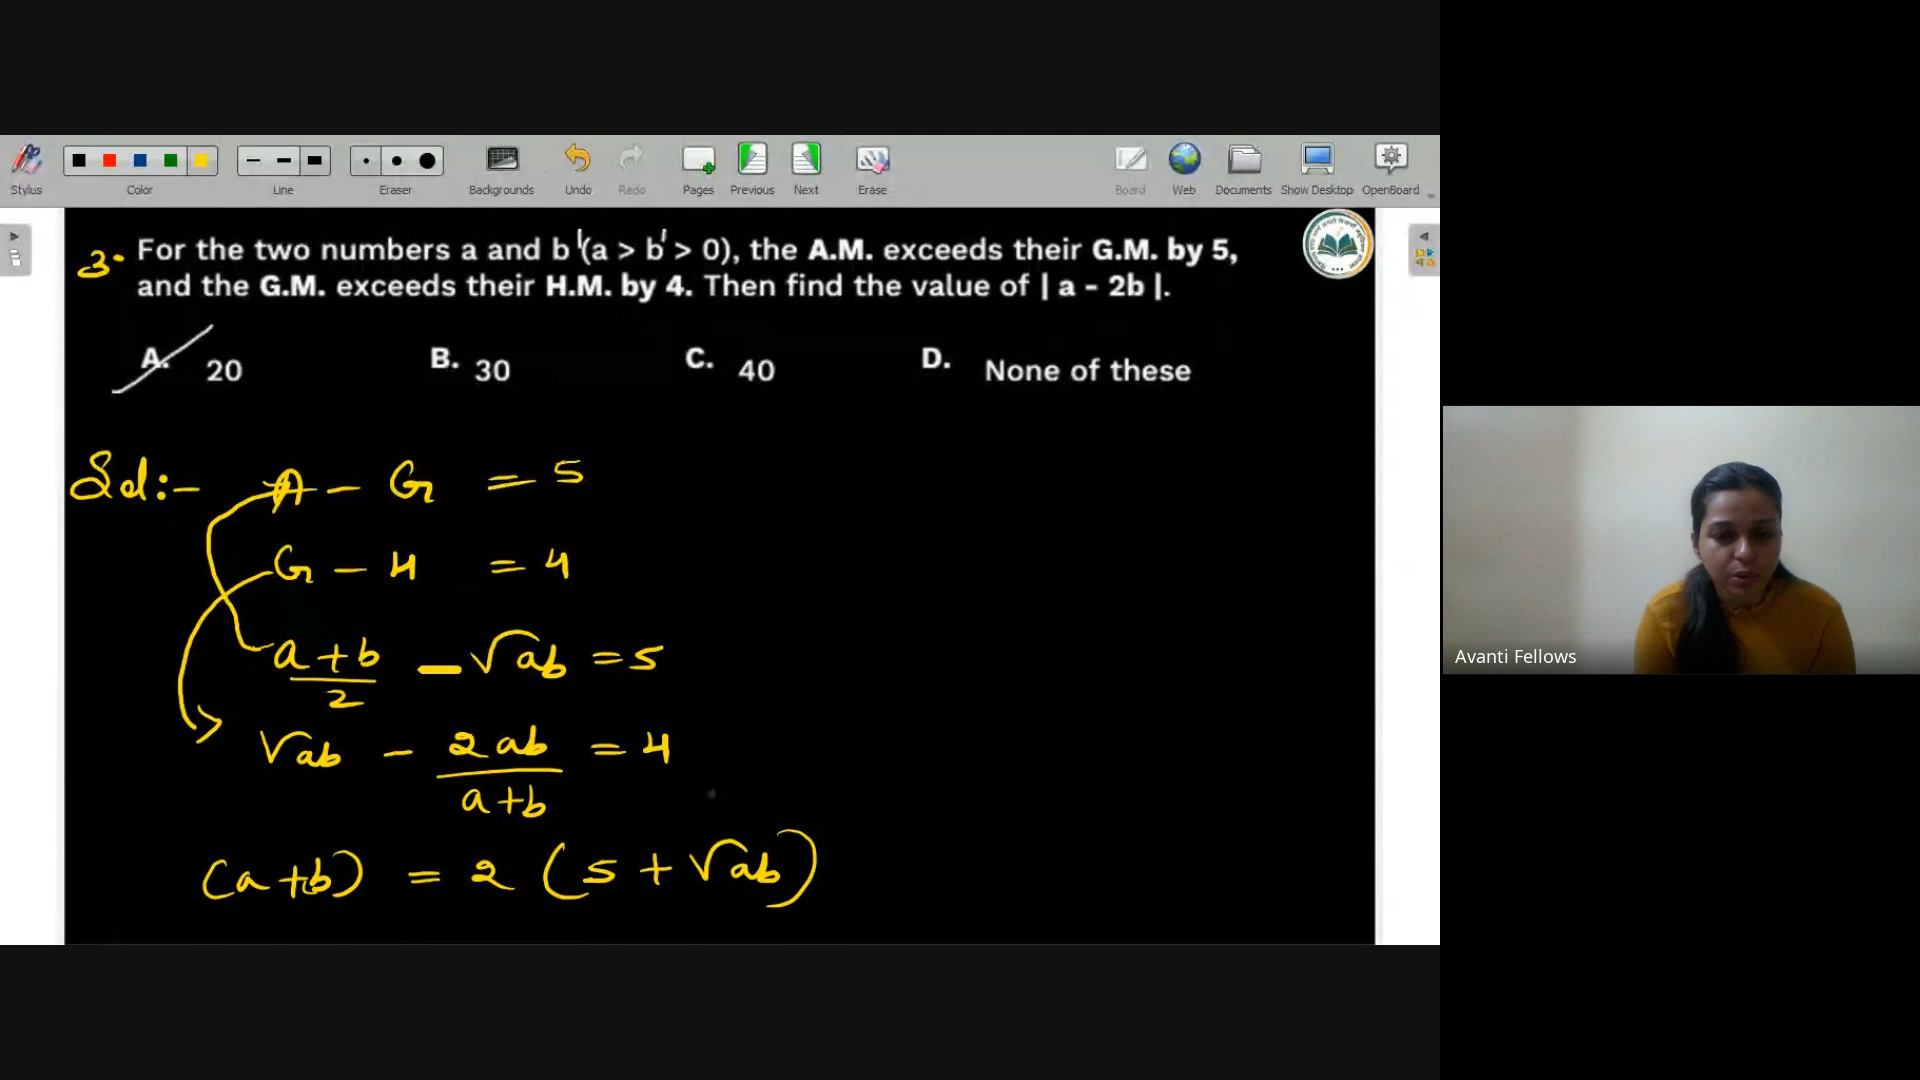 Stylus Color Line Eraser Backgrounds Undo Redo Pages Previous Next Erase Board Web Documents Show Desktop OpenBoard
3. For the two numbers a and b (a > b > 0), the A.M. exceeds their G.M. by 5,
and the G.M. exceeds their H.M. by 4. Then find the value of | a - 2b |.
A. 20 B. 30 C. 40 D. None of these
Sol:- A - G = 5
G - H = 4
a+b/2 - √ab = 5
√ab - 2ab/a+b = 4
(a+b) = 2 (5 + √ab)
Avanti Fellows